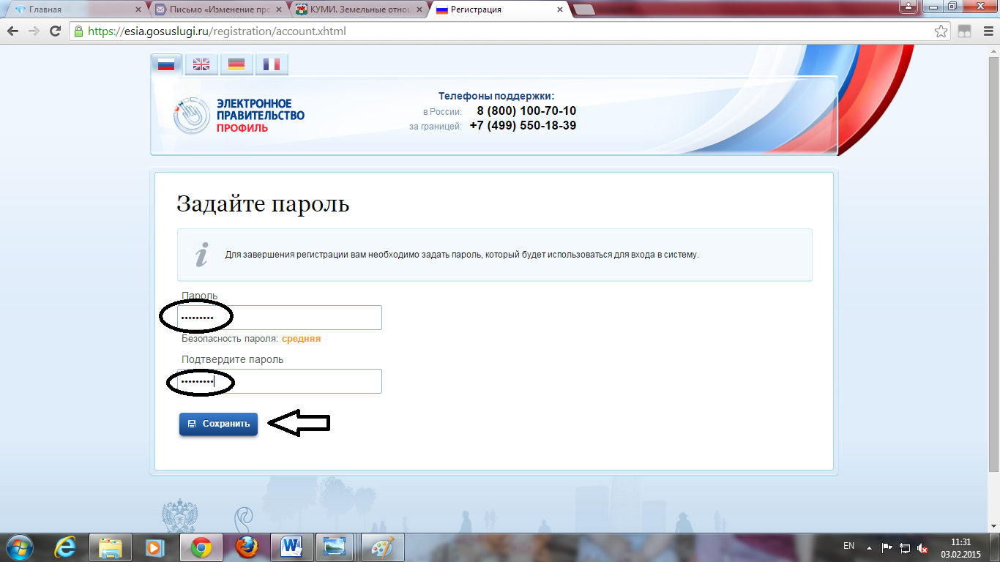 Главная
Письмо «Изменение про
КУМИ. Земельные отнош
Регистрация
https://esia.gosuslugi.ru/registration/account.xhtml
ЭЛЕКТРОННОЕ
ПРАВИТЕЛЬСТВО
ПРОФИЛЬ
Телефоны поддержки:
в России: 8 (800) 100-70-10
за границей: +7 (499) 550-18-39
Задайте пароль
Для завершения регистрации вам необходимо задать пароль, который будет использоваться для входа в систему.
Пароль
•••••••••
Безопасность пароля: средняя
Подтвердите пароль
•••••••••
Сохранить
EN
11:31
03.02.2015